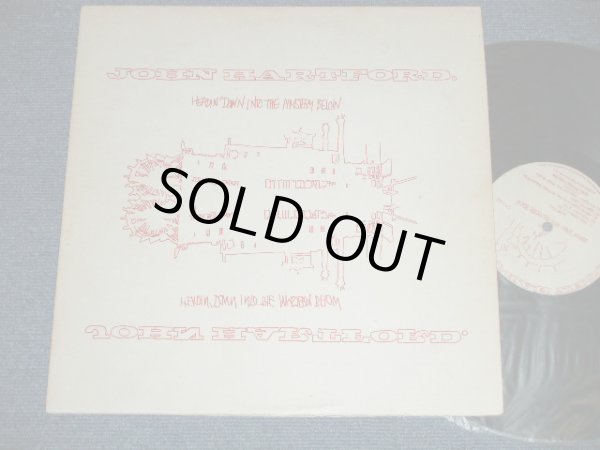 JOHN HARTFORD.
HEADIN' DOWN INTO THE MYSTERY BELOW
SOLD OUT
HEADIN' DOWN INTO THE MYSTERY BELOW
JOHN HARTFORD.